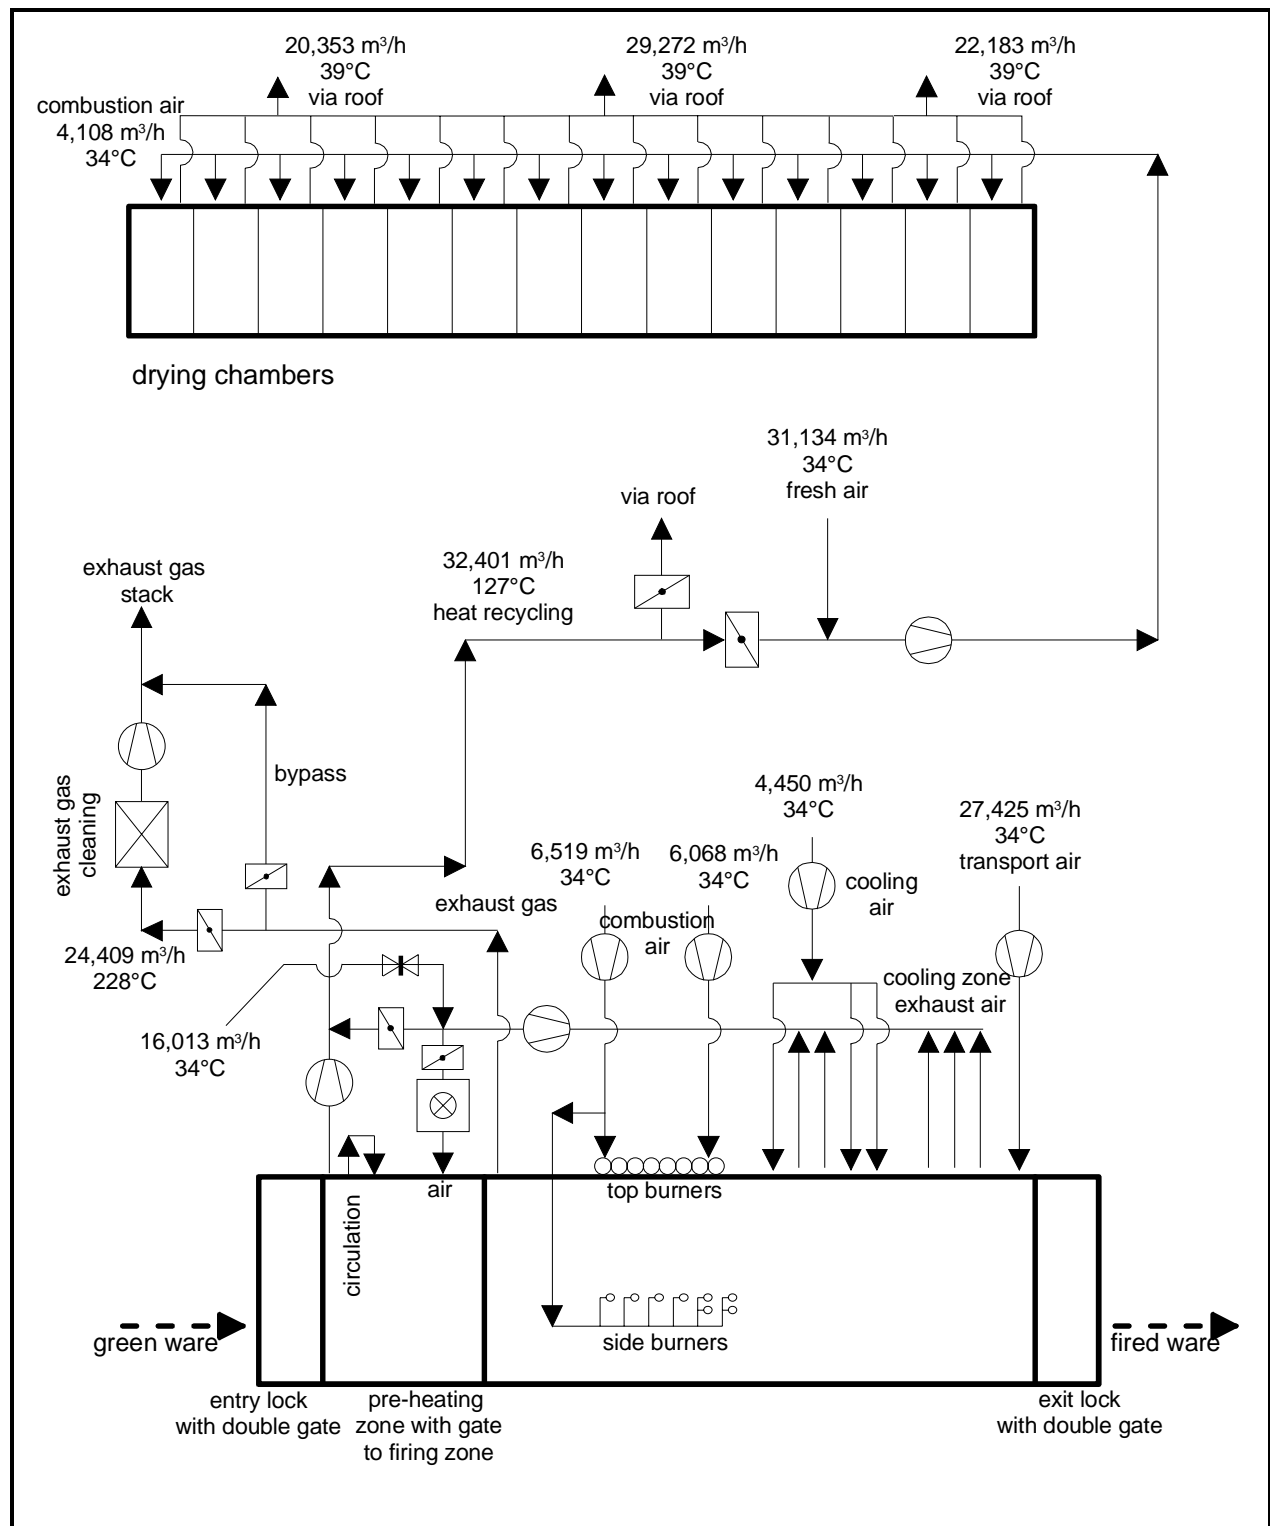 20,353 m³/h
39°C
via roof
29,272 m³/h
39°C
via roof
22,183 m³/h
39°C
via roof
combustion air
4,108 m³/h
34°C
drying chambers
31,134 m³/h
34°C
fresh air
via roof
32,401 m³/h
127°C
heat recycling
exhaust gas
stack
bypass
exhaust gas
cleaning
4,450 m³/h
34°C
cooling
air
27,425 m³/h
34°C
transport air
6,519 m³/h
34°C
6,068 m³/h
34°C
combustion
air
exhaust gas
24,409 m³/h
228°C
cooling zone
exhaust air
16,013 m³/h
34°C
air
top burners
circulation
side burners
green ware
fired ware
entry lock
with double gate
pre-heating
zone with gate
to firing zone
exit lock
with double gate